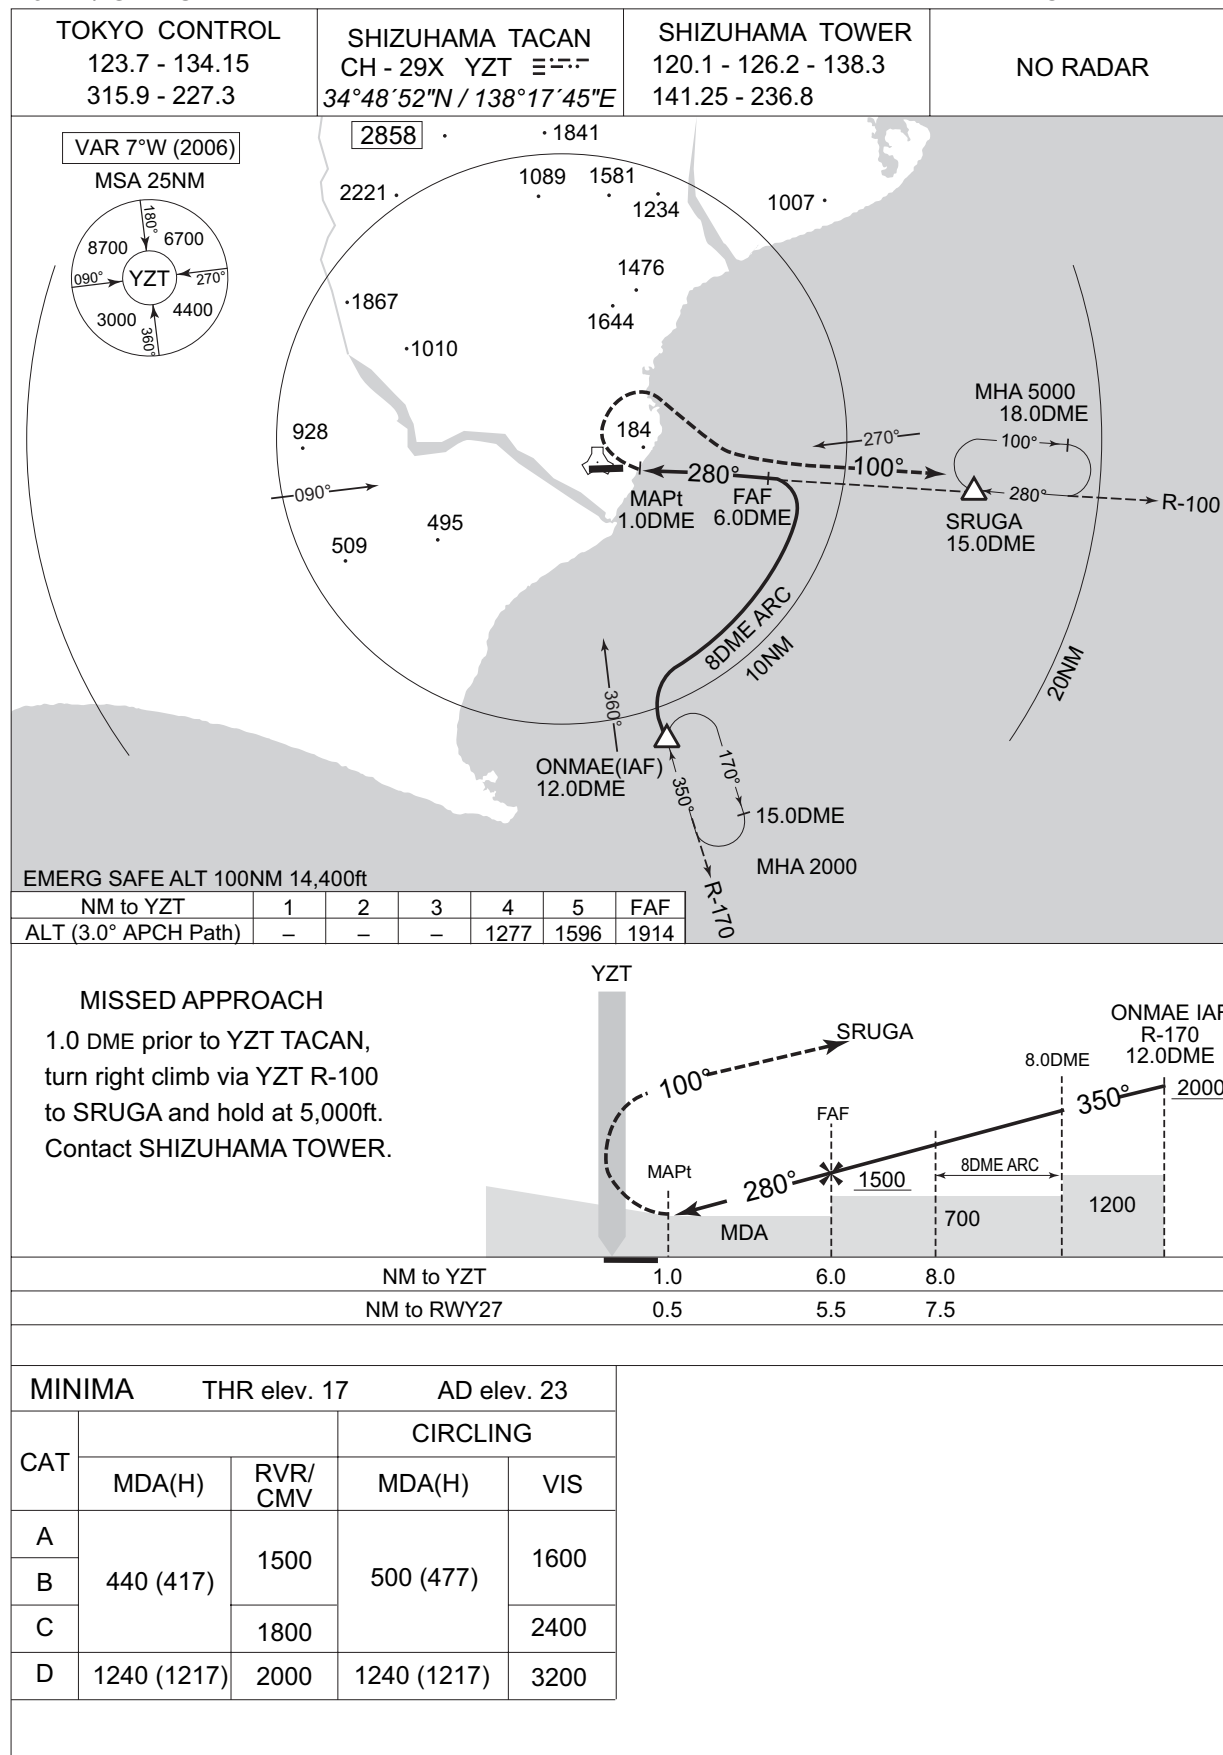 TOKYO CONTROL
123.7 - 134.15
315.9 - 227.3
SHIZUHAMA TACAN
CH - 29X YZT
34°48´52"N / 138°17´45"E
SHIZUHAMA TOWER
120.1 - 126.2 - 138.3
141.25 - 236.8
NO RADAR
VAR 7°W (2006)
MSA 25NM
180°
8700
6700
090°
YZT
270°
3000
4400
360°
2858
1841
2221
1089
1581
1234
1007
1476
1867
1644
1010
928
184
090°
495
509
MHA 5000
18.0DME
270°
100°
100°
280°
280°
R-100
MAPt
1.0DME
FAF
6.0DME
SRUGA
15.0DME
8DME ARC
10NM
20NM
360°
ONMAE(IAF)
12.0DME
170°
350°
15.0DME
MHA 2000
R-170
EMERG SAFE ALT 100NM 14,400ft
NM to YZT 1 2 3 4 5 FAF
ALT (3.0° APCH Path) – – – 1277 1596 1914
MISSED APPROACH
1.0 DME prior to YZT TACAN,
turn right climb via YZT R-100
to SRUGA and hold at 5,000ft.
Contact SHIZUHAMA TOWER.
YZT
SRUGA
ONMAE IAF
R-170
12.0DME
8.0DME
100°
350°
2000
FAF
MAPt
8DME ARC
280°
1500
1200
700
MDA
NM to YZT 1.0 6.0 8.0
NM to RWY27 0.5 5.5 7.5
MINIMA THR elev. 17 AD elev. 23
CIRCLING
CAT
MDA(H) RVR/
CMV MDA(H) VIS
A
1500 1600
B 440 (417) 500 (477)
C 1800 2400
D 1240 (1217) 2000 1240 (1217) 3200